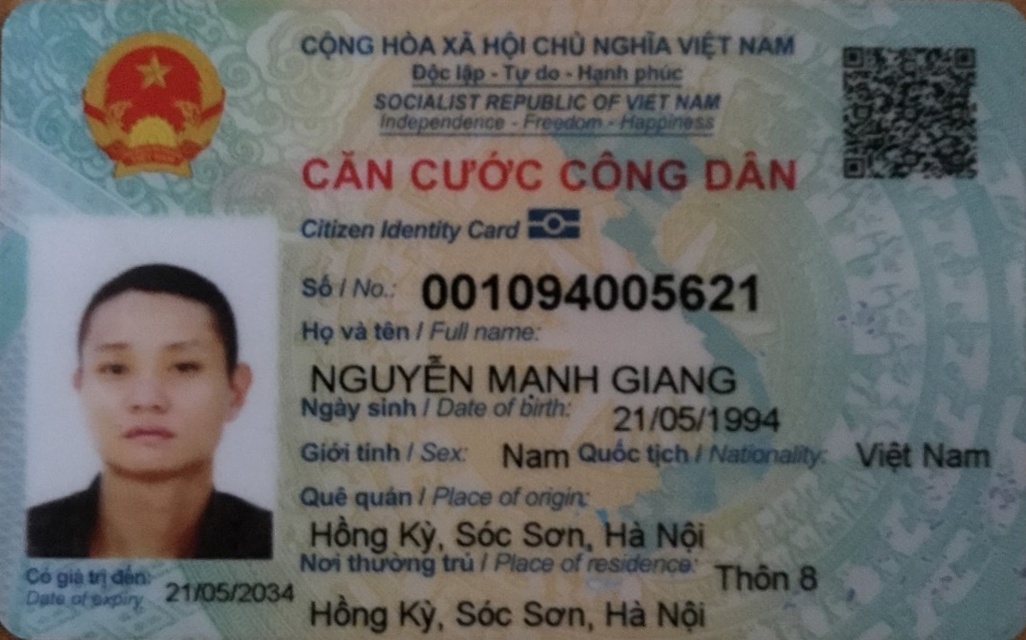 CỘNG HÒA XÃ HỘI CHỦ NGHĨA VIỆT NAM
Độc lập - Tự do - Hạnh phúc
SOCIALIST REPUBLIC OF VIET NAM
Independence - Freedom - Happiness
CĂN CƯỚC CÔNG DÂN
Citizen Identity Card
Số / No.: 001094005621
Họ và tên / Full name:
NGUYỄN MẠNH GIANG
Ngày sinh / Date of birth: 21/05/1994
Giới tính / Sex: Nam Quốc tịch / Nationality: Việt Nam
Quê quán / Place of origin:
Hồng Kỳ, Sóc Sơn, Hà Nội
Nơi thường trú / Place of residence: Thôn 8
Hồng Kỳ, Sóc Sơn, Hà Nội
Có giá trị đến: 21/05/2034
Date of expiry